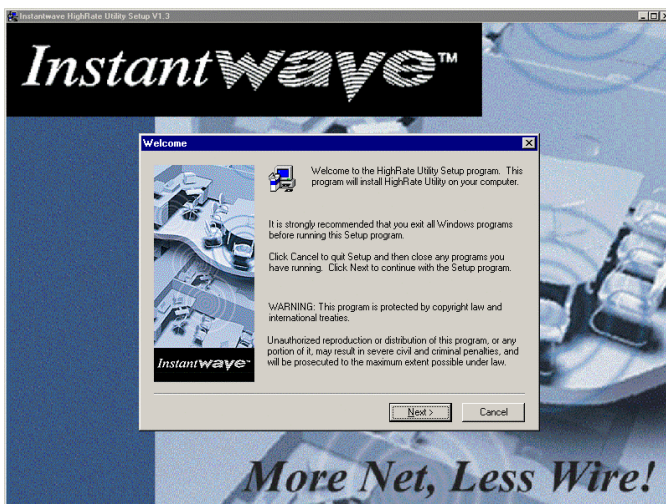 Instantwave HighRate Utility Setup V1.3
Instantwave™
Welcome
Welcome to the HighRate Utility Setup program. This
program will install HighRate Utility on your computer.
It is strongly recommended that you exit all Windows programs
before running this Setup program.
Click Cancel to quit Setup and then close any programs you
have running. Click Next to continue with the Setup program.
WARNING: This program is protected by copyright law and
international treaties.
Unauthorized reproduction or distribution of this program, or any
portion of it, may result in severe civil and criminal penalties, and
will be prosecuted to the maximum extent possible under law.
Instantwave™
Next >
Cancel
More Net, Less Wire!